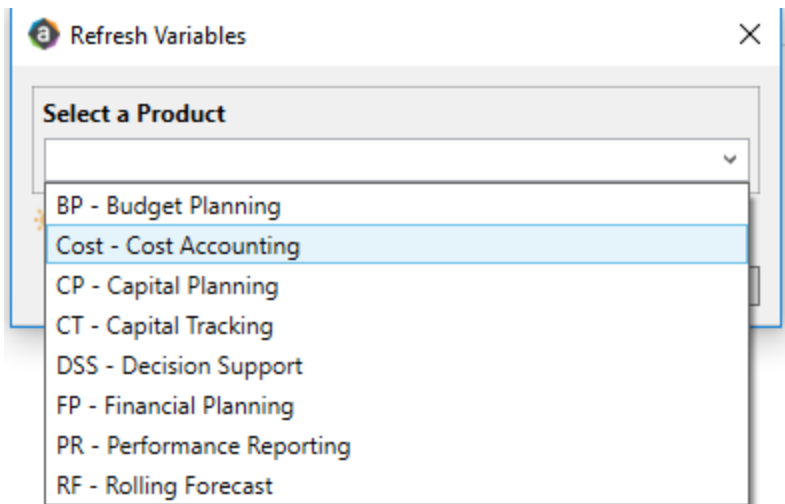 Refresh Variables
Select a Product
BP - Budget Planning
Cost - Cost Accounting
CP - Capital Planning
CT - Capital Tracking
DSS - Decision Support
FP - Financial Planning
PR - Performance Reporting
RF - Rolling Forecast